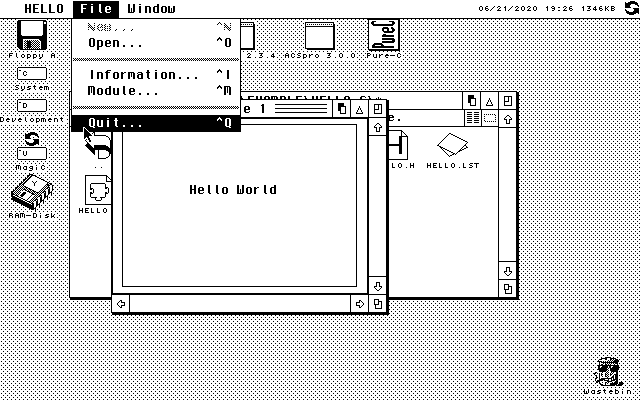 HELLO File Window 06/21/2020 19:26 1346KB
New... ^N
Open... ^O
Information... ^I
Module... ^M
Quit... ^Q
Floppy A
C
System
D
Development
U
Magic
RAM-Disk
2.3.4. ACSpro 3.0.0. Pure-C
PureC
e 1
Hello World
HELLO
LO.H HELLO.LST
Wastebin